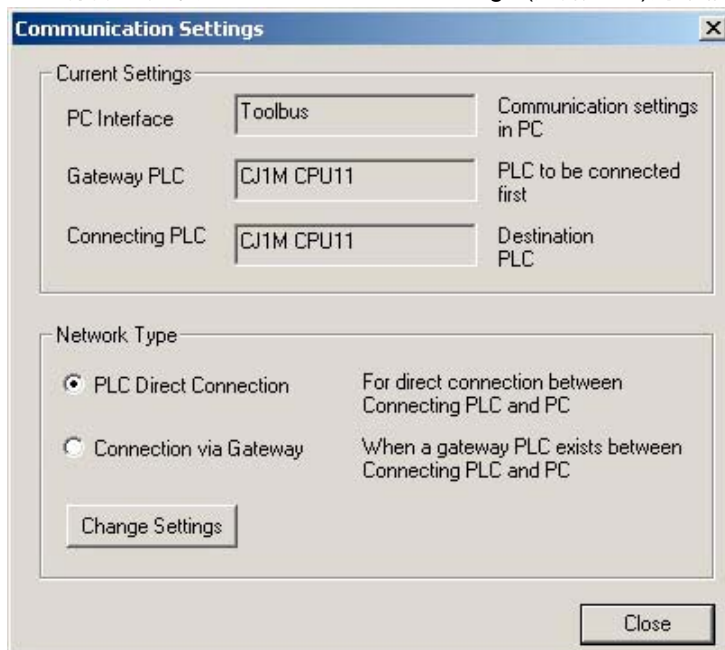 Communication Settings
Current Settings
PC Interface
Toolbus
Communication settings
in PC
Gateway PLC
CJ1M CPU11
PLC to be connected
first
Connecting PLC
CJ1M CPU11
Destination
PLC
Network Type
PLC Direct Connection
For direct connection between
Connecting PLC and PC
Connection via Gateway
When a gateway PLC exists between
Connecting PLC and PC
Change Settings
Close